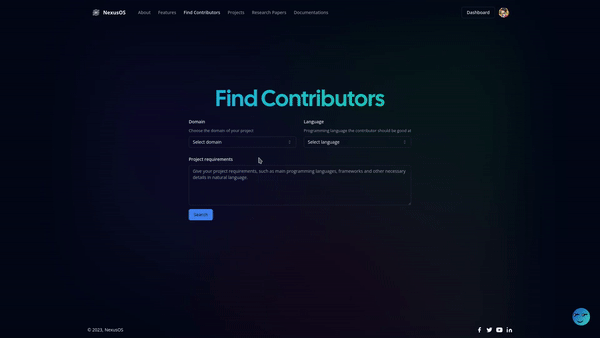 NexusOS
About Features Find Contributors Projects Research Papers Documentations
Dashboard
Find Contributors
Domain
Choose the domain of your project
Select domain
Language
Programming language the contributor should be good at
Select language
Project requirements
Give your project requirements, such as main programming languages, frameworks and other necessary
details in natural language.
Search
© 2023, NexusOS